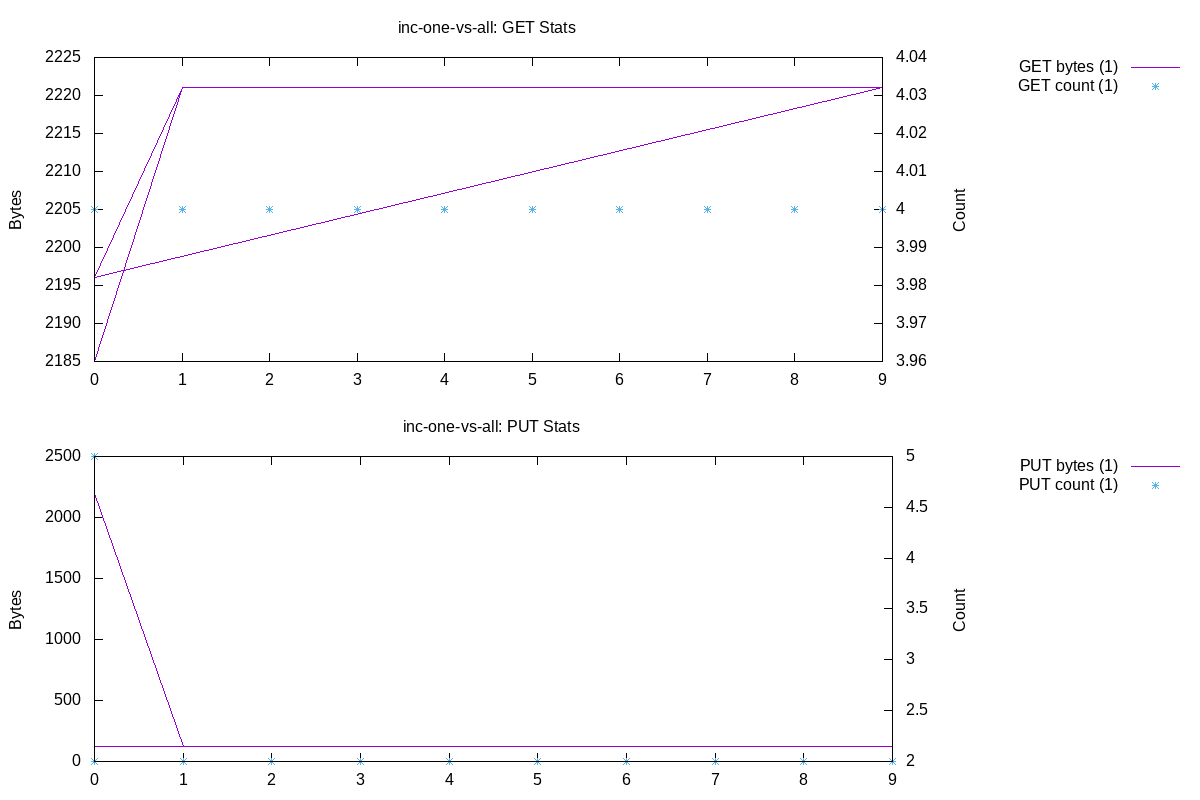 inc-one-vs-all: GET Stats
2225
2220
2215
2210
2205
2200
2195
2190
2185
Bytes
0 1 2 3 4 5 6 7 8 9
4.04
4.03
4.02
4.01
4
3.99
3.98
3.97
3.96
Count
GET bytes (1)
GET count (1)
inc-one-vs-all: PUT Stats
2500
2000
1500
1000
500
0
Bytes
0 1 2 3 4 5 6 7 8 9
5
4.5
4
3.5
3
2.5
2
Count
PUT bytes (1)
PUT count (1)